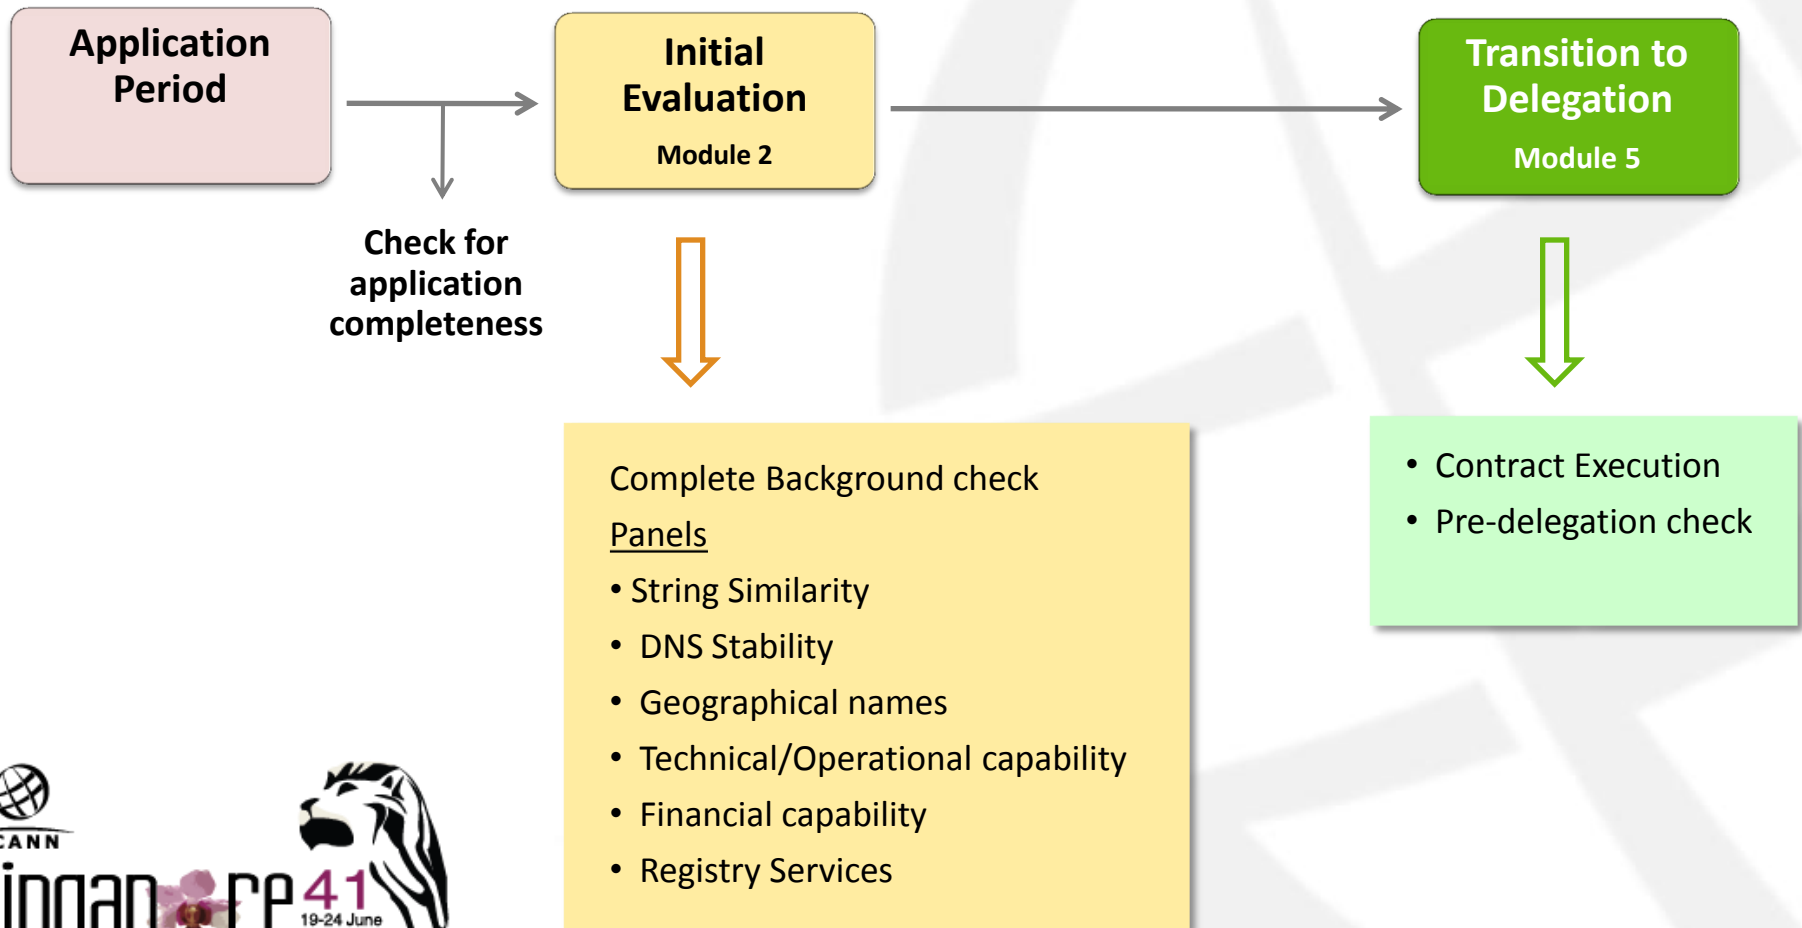 Application
Period
Initial
Evaluation
Module 2
Transition to
Delegation
Module 5
Check for
application
completeness
Complete Background check
Panels
• String Similarity
• DNS Stability
• Geographical names
• Technical/Operational capability
• Financial capability
• Registry Services
• Contract Execution
• Pre-delegation check
41
19-24 June